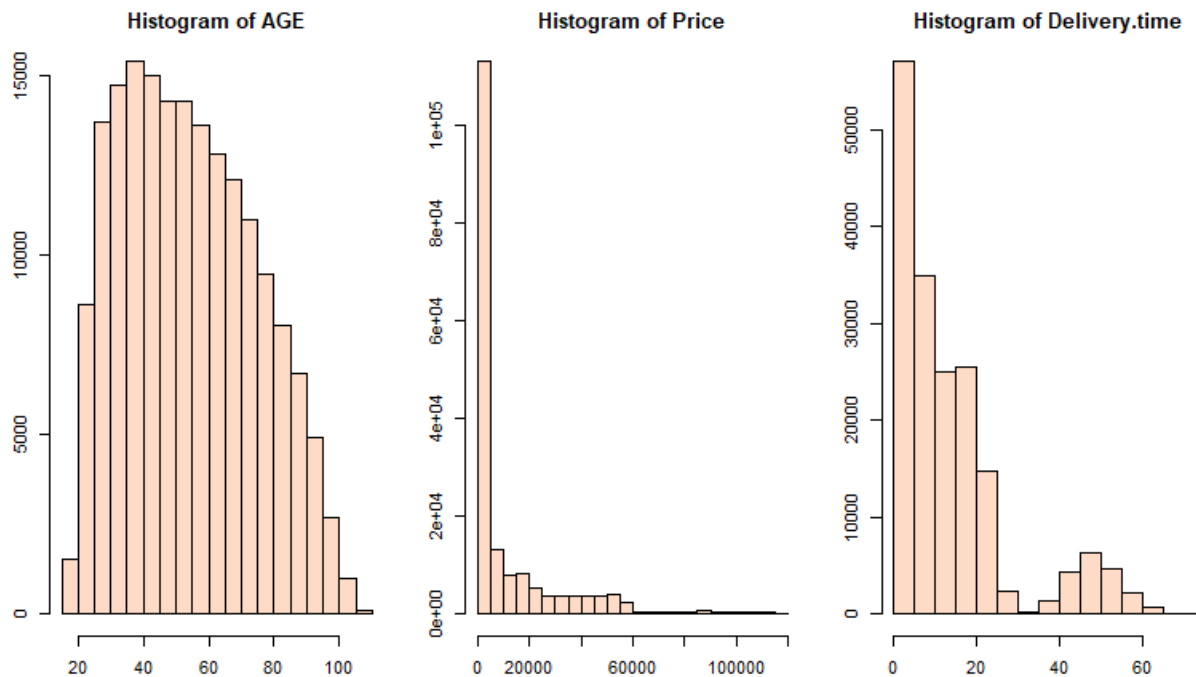 Histogram of AGE
15000
10000
5000
0
20 40 60 80 100
Histogram of Price
1e+05
8e+04
6e+04
4e+04
2e+04
0e+00
0 20000 60000 100000
Histogram of Delivery.time
50000
40000
30000
20000
10000
0
0 20 40 60